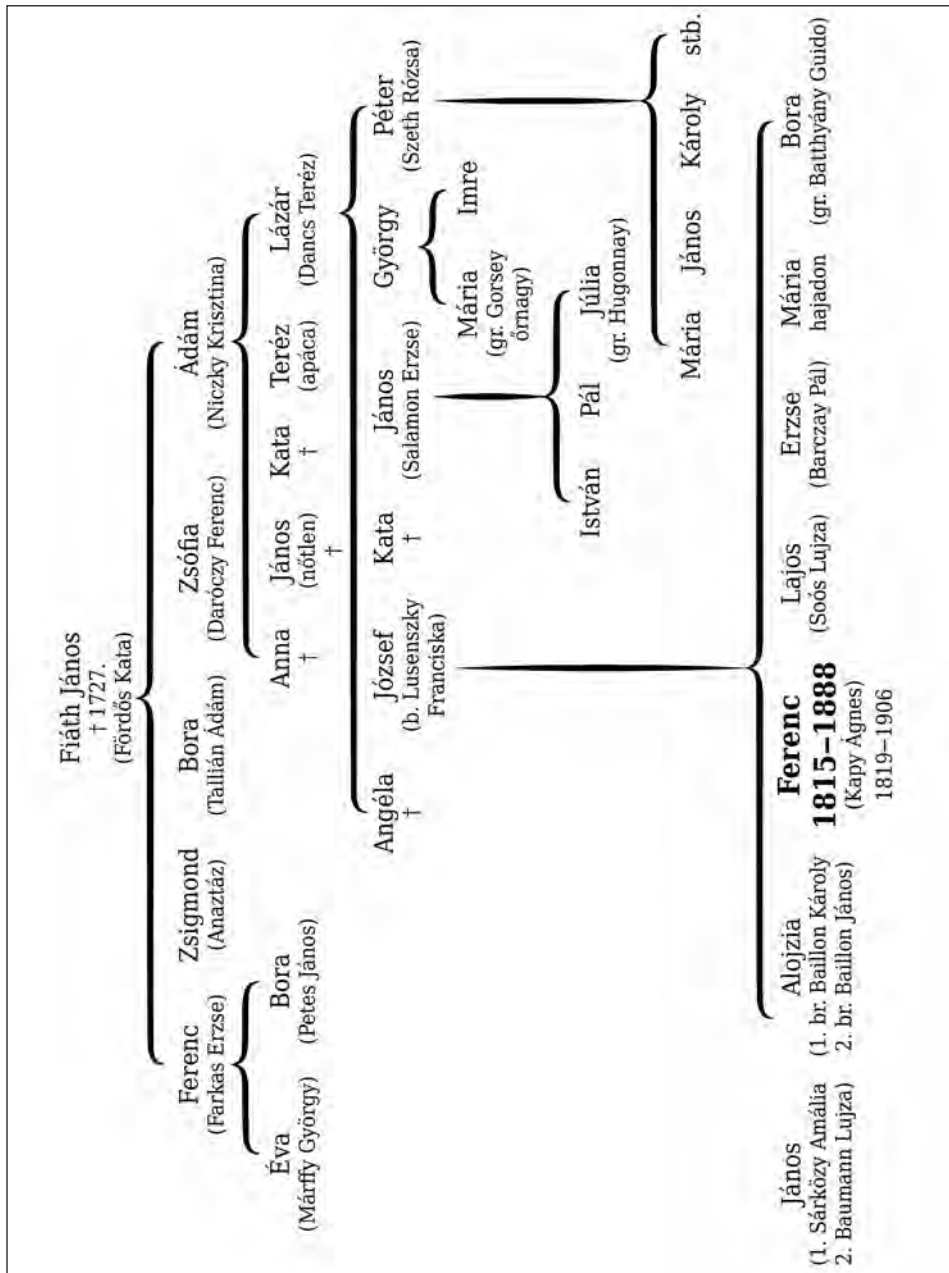 Fiáth János
† 1727.
(Fördős Kata)
Ferenc
(Farkas Erzse)
Zsigmond
(Anaztáz)
Bora
(Tallián Ádám)
Zsófia
(Daróczy Ferenc)
Ádám
(Niczky Krisztina)
Éva
(Márffy György)
Bora
(Petes János)
Anna
†
János
(nőtlen)
†
Kata
†
Teréz
(apáca)
Lázár
(Dancs Teréz)
Angéla
†
József
(b. Lusenszky
Franciska)
Kata
†
János
(Salamon Erzse)
György
Péter
(Szeth Rózsa)
Mária
(gr. Gorsey
őrnagy)
Imre
István
Pál
Júlia
(gr. Hugonnay)
Mária
János
Károly
stb.
János
(1. Sárközy Amália
2. Baumann Lujza)
Alojzia
(1. br. Baillon Károly
2. br. Baillon János)
Ferenc
1815–1888
(Kapy Ágnes)
1819–1906
Lajos
(Soós Lujza)
Erzse
(Barczay Pál)
Mária
hajadon
Bora
(gr. Batthyány Guido)